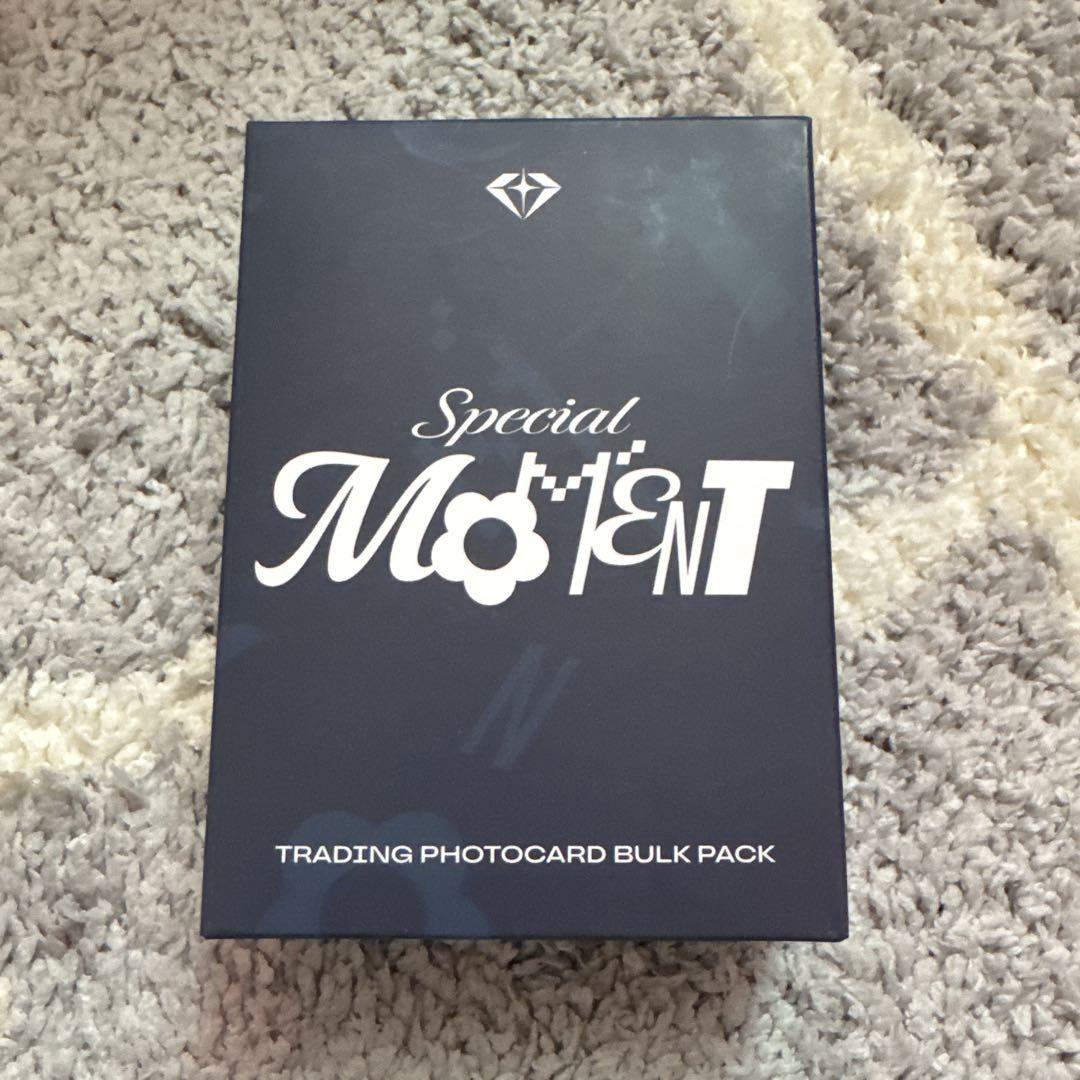 Special
MOMENT
N
TRADING PHOTOCARD BULK PACK